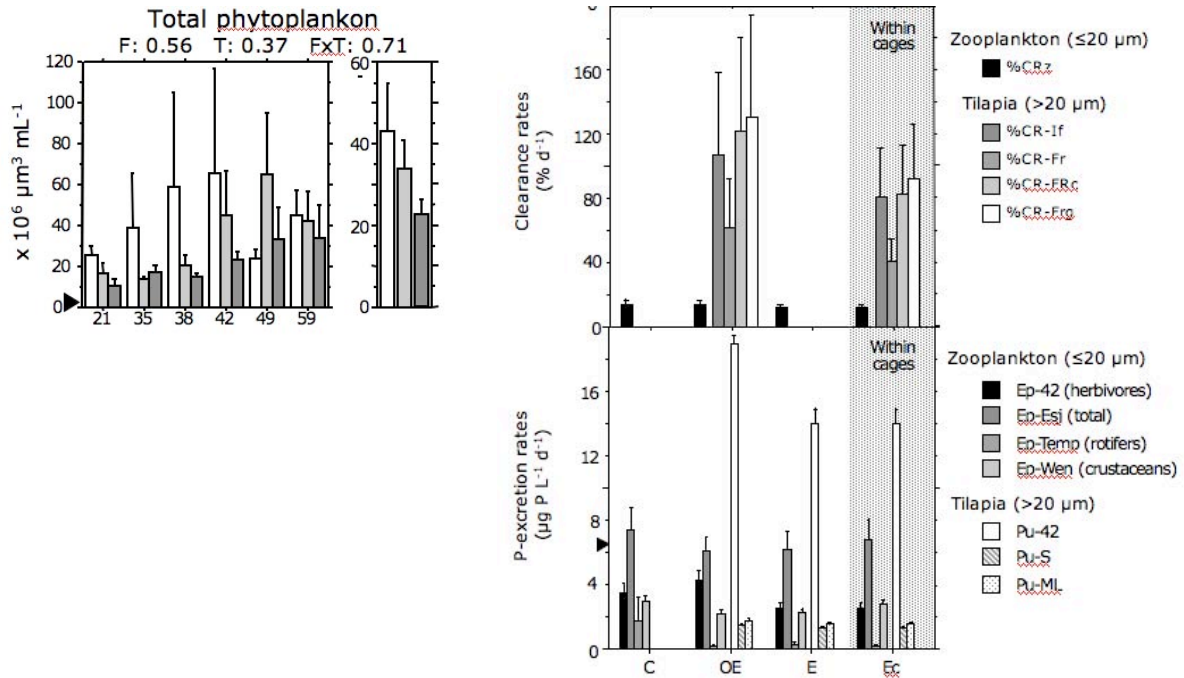 Total phytoplankon
F: 0.56 T: 0.37 FxT: 0.71
x 10⁶ µm³ mL⁻¹
120
100
80
60
40
20
0
21 35 38 42 49 59
60
40
20
0
Clearance rates
(% d⁻¹)
160
120
80
40
0
Within
cages
Zooplankton (≤20 µm)
%CRz
Tilapia (>20 µm)
%CR-If
%CR-Fr
%CR-FRc
%CR-Frg
P-excretion rates
(µg P L⁻¹ d⁻¹)
16
12
8
4
0
C OE E Ec
Within
cages
Zooplankton (≤20 µm)
Ep-42 (herbivores)
Ep-Esj (total)
Ep-Temp (rotifers)
Ep-Wen (crustaceans)
Tilapia (>20 µm)
Pu-42
Pu-S
Pu-ML